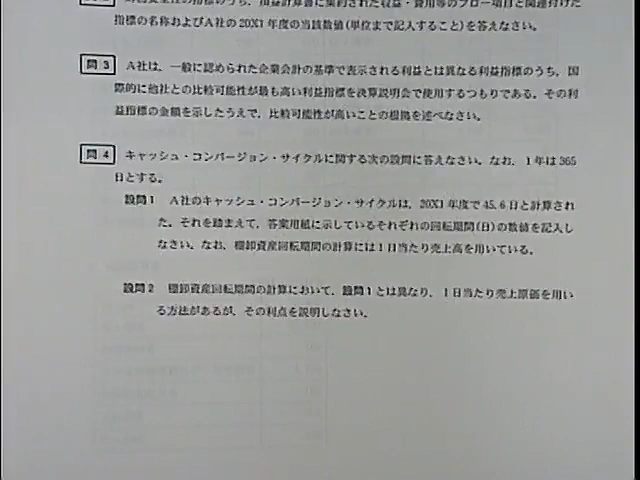 指標の名称およびA社の20X1年度の当該数値(単位まで記入すること)を答えなさい。
問3 A社は、一般に認められた企業会計の基準で表示される利益とは異なる利益指標のうち、国
際的に他社との比較可能性が最も高い利益指標を決算説明会で使用するつもりである。その利
益指標の金額を示したうえで、比較可能性が高いことの根拠を述べなさい。
問4 キャッシュ・コンバージョン・サイクルに関する次の設問に答えなさい。なお、1年は365
日とする。
設問1 A社のキャッシュ・コンバージョン・サイクルは、20X1年度で45.6日と計算され
た。それを踏まえて、答案用紙に示しているそれぞれの回転期間(日)の数値を記入し
なさい。なお、棚卸資産回転期間の計算には1日当たり売上高を用いている。
設問2 棚卸資産回転期間の計算において、設問1とは異なり、1日当たり売上原価を用い
る方法があるが、その利点を説明しなさい。